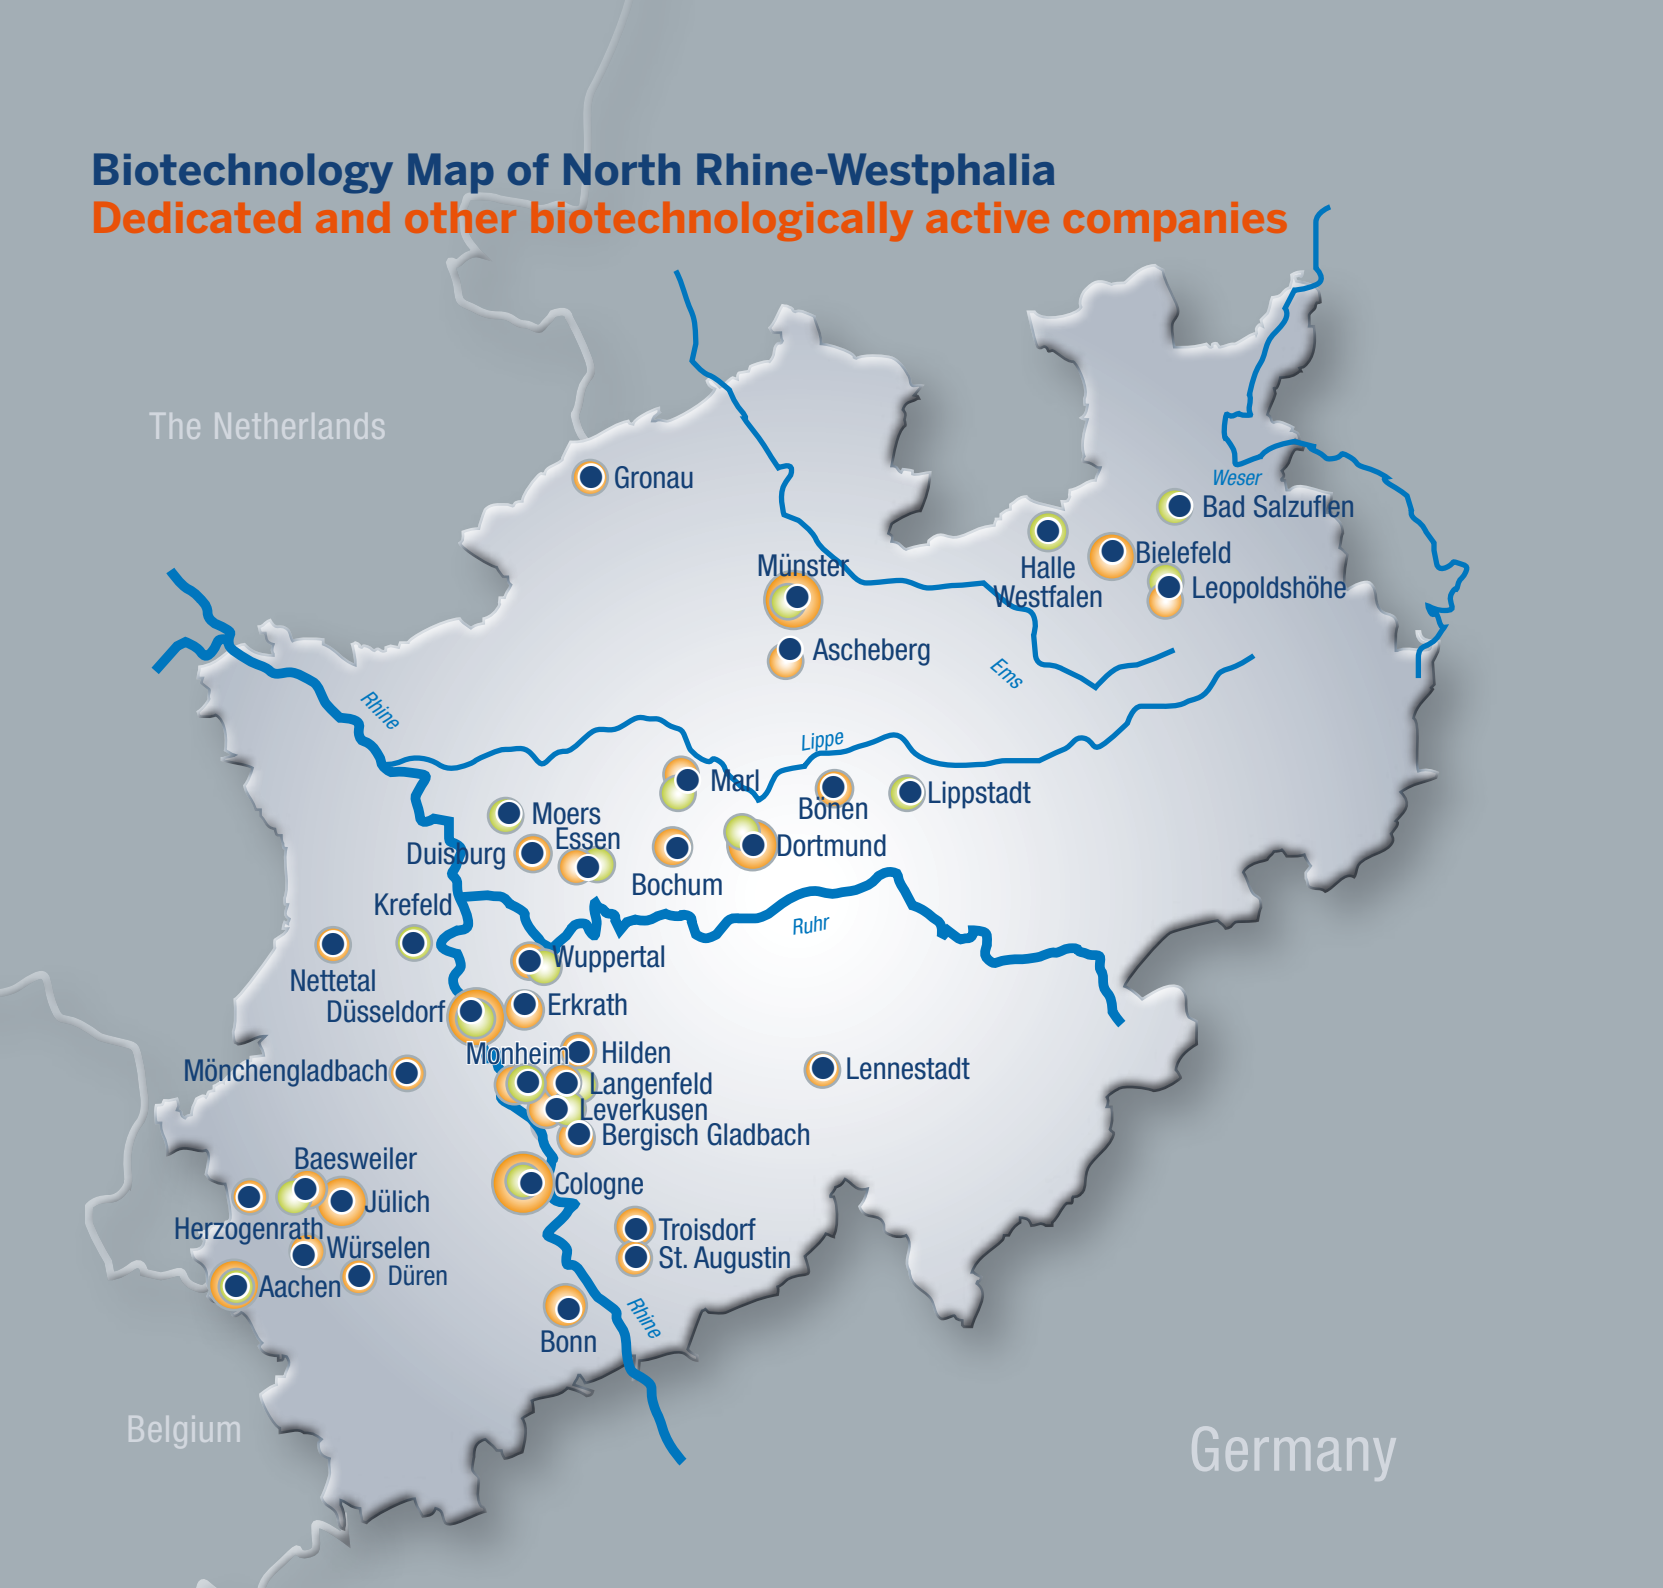 Biotechnology Map of North Rhine-Westphalia
Dedicated and other biotechnologically active companies
The Netherlands
Gronau
Weser
Bad Salzuflen
Münster
Halle
Westfalen
Bielefeld
Leopoldshöhe
Ascheberg
Ems
Rhine
Lippe
Marl
Bönen
Lippstadt
Moers
Essen
Duisburg
Dortmund
Bochum
Krefeld
Ruhr
Nettetal
Wuppertal
Düsseldorf
Erkrath
Monheim
Hilden
Mönchengladbach
Langenfeld
Lennestadt
Leverkusen
Bergisch Gladbach
Baesweiler
Cologne
Jülich
Herzogenrath
Troisdorf
Würselen
St. Augustin
Aachen
Düren
Rhine
Bonn
Belgium
Germany